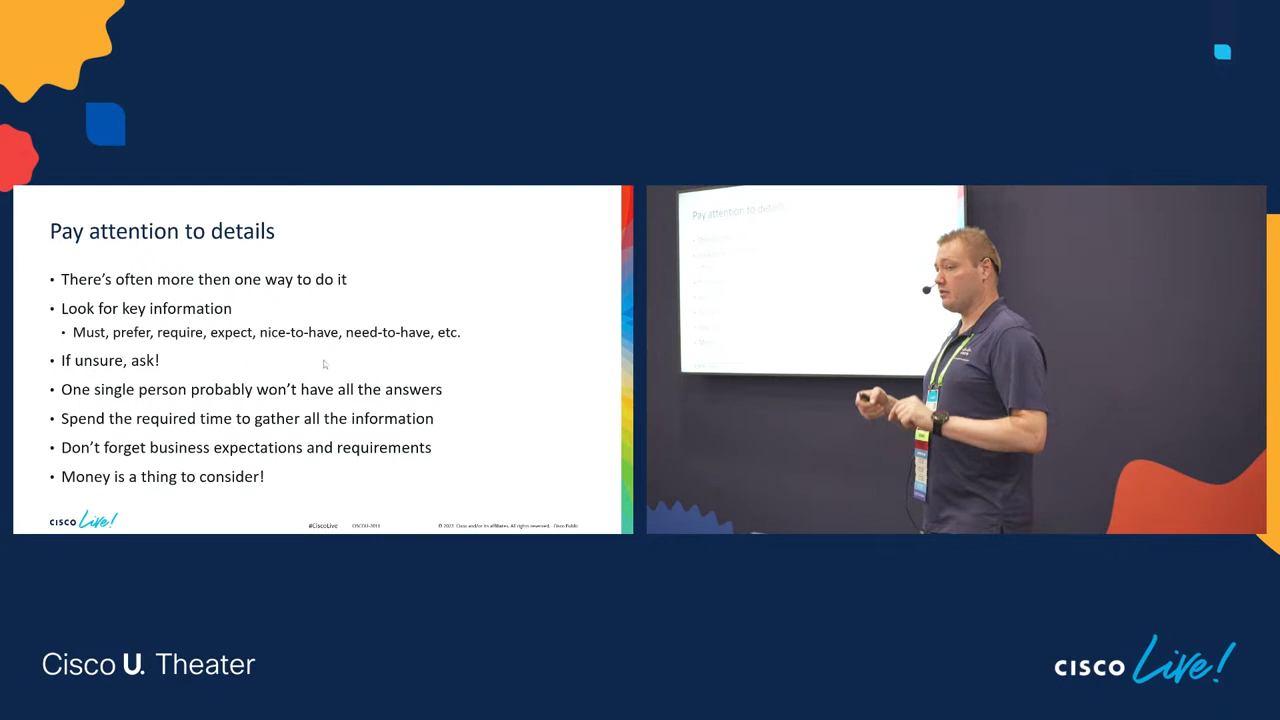 Pay attention to details
• There's often more then one way to do it
• Look for key information
• Must, prefer, require, expect, nice-to-have, need-to-have, etc.
• If unsure, ask!
• One single person probably won't have all the answers
• Spend the required time to gather all the information
• Don't forget business expectations and requirements
• Money is a thing to consider!
CISCO Live!
#CiscoLive
© 2023 Cisco and/or its affiliates. All rights reserved. Cisco Public
Pay attention to details
Cisco U. Theater
CISCO Live!